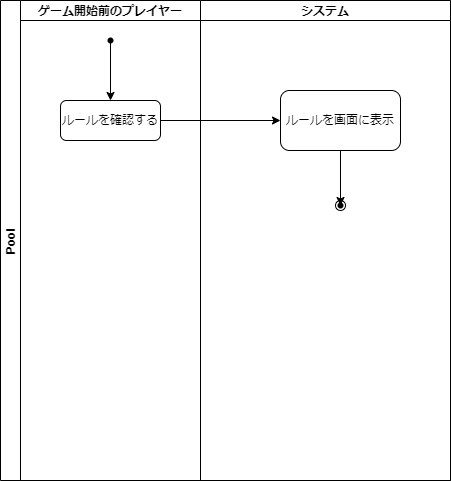 ゲーム開始前のプレイヤー
システム
ルールを確認する
ルールを画面に表示
Pool